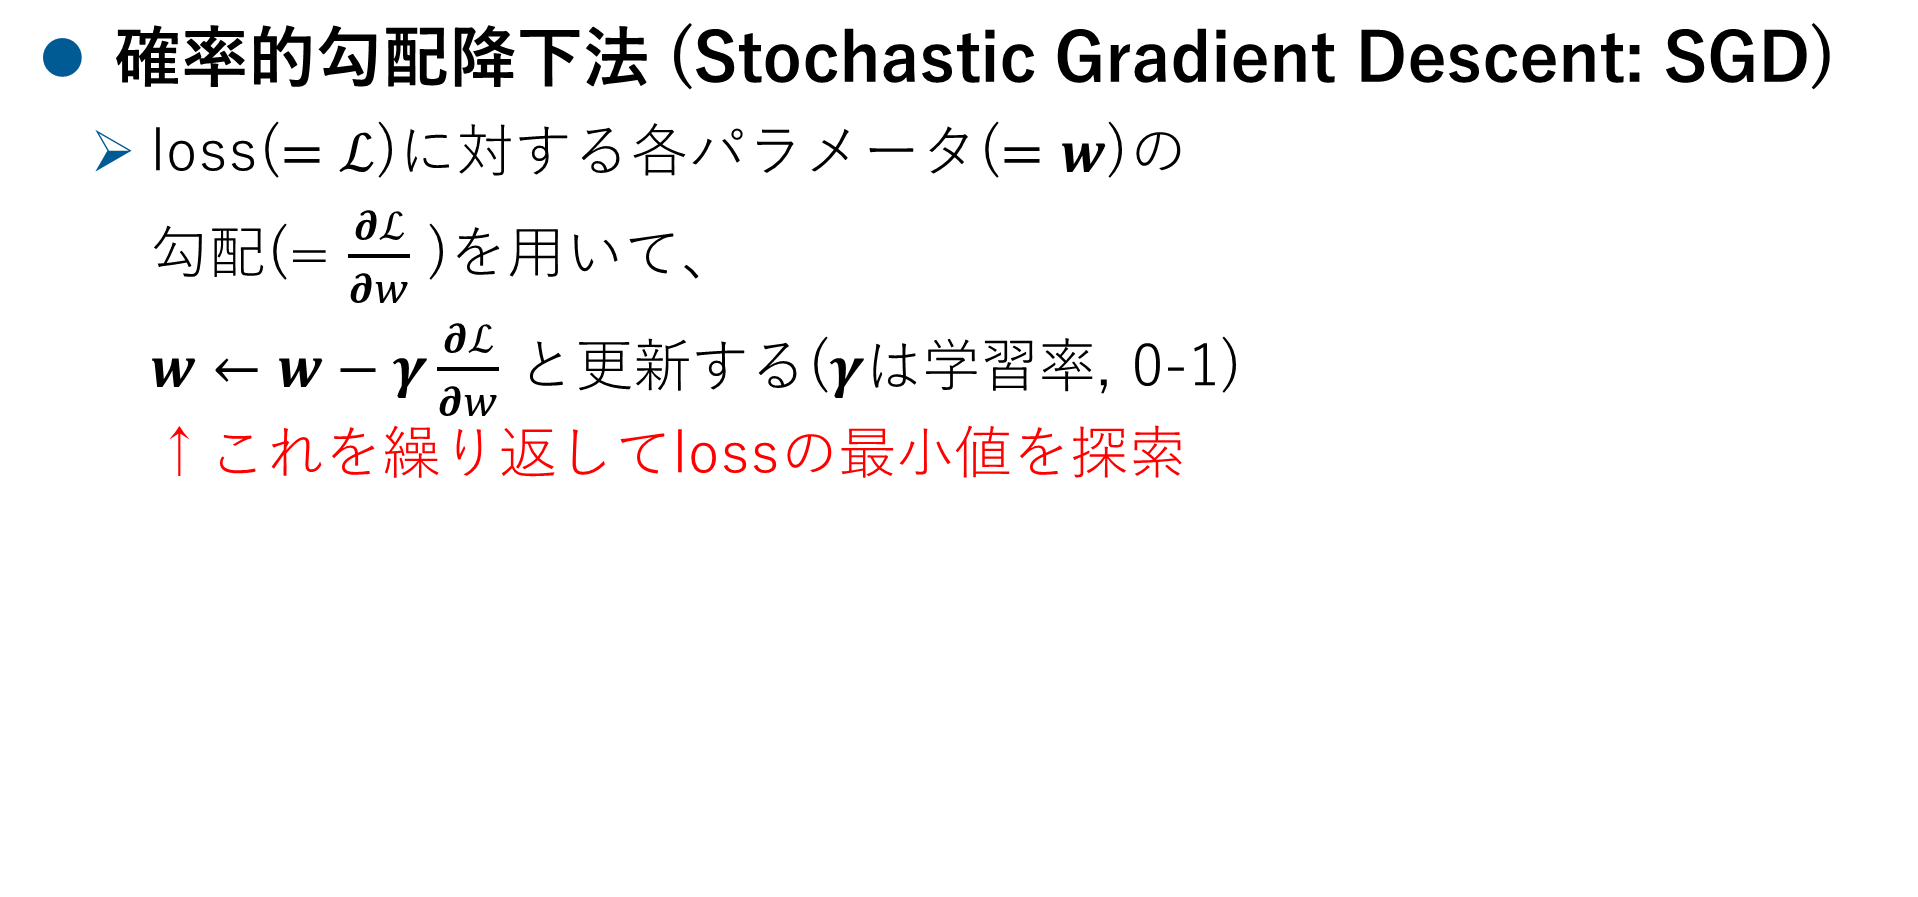 ● 確率的勾配降下法 (Stochastic Gradient Descent: SGD)
➢ loss(= ℒ)に対する各パラメータ(= w)の
勾配(= ∂ℒ/∂w )を用いて、
w ← w − γ ∂ℒ/∂w と更新する(γは学習率, 0-1)
↑これを繰り返してlossの最小値を探索